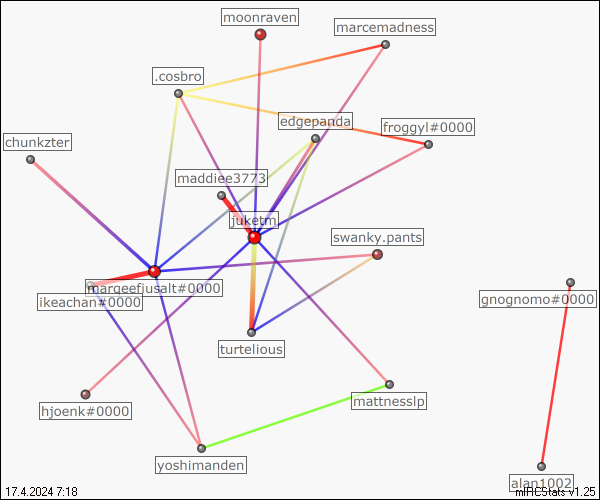 moonraven
marcemadness
.cosbro
edgepanda
froggyl#0000
chunkzter
maddiee3773
juketm
swanky.pants
margeefjusalt#0000
ikeachan#0000
gnognomo#0000
turtelious
mattnesslp
hjoenk#0000
yoshimanden
alan1002
17.4.2024 7:18
mIRCStats v1.25